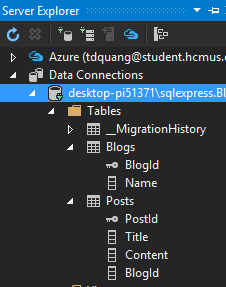 Server Explorer
Azure (tdquang@student.hcmus.
Data Connections
desktop-pi51371\sqlexpress.Bl
Tables
__MigrationHistory
Blogs
BlogId
Name
Posts
PostId
Title
Content
BlogId